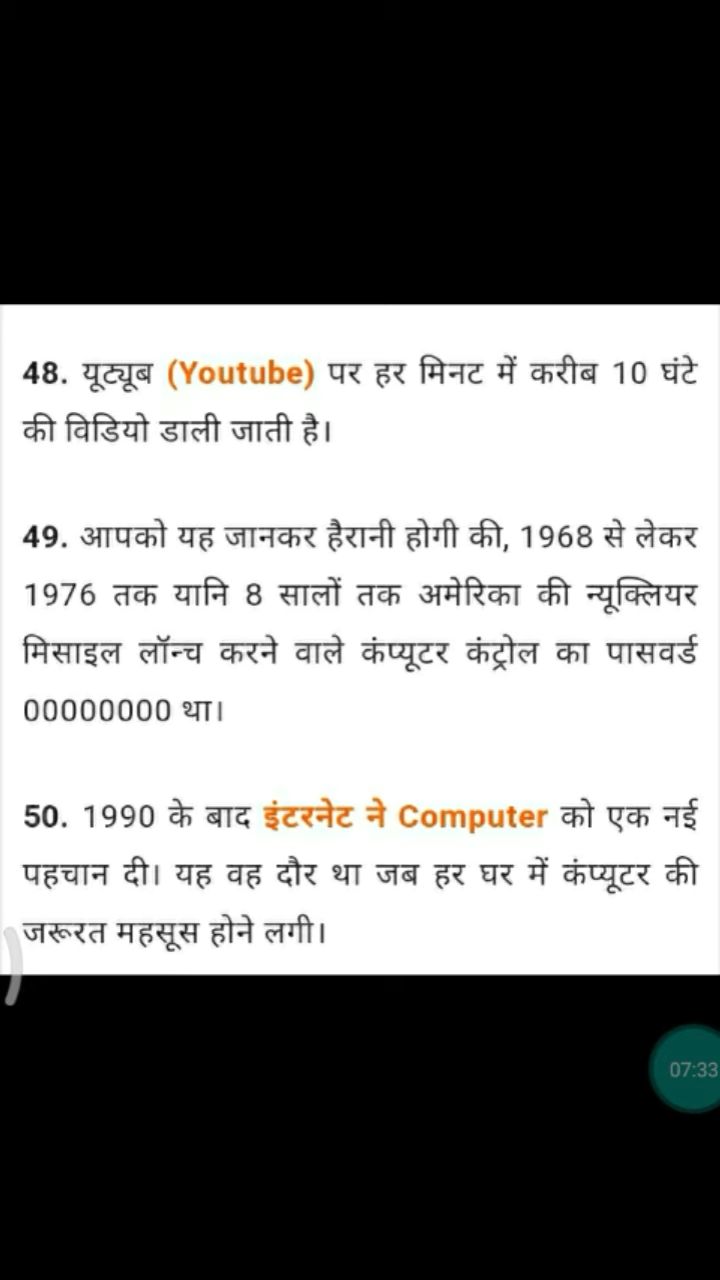 48. यूट्यूब (Youtube) पर हर मिनट में करीब 10 घंटे
की विडियो डाली जाती है।
49. आपको यह जानकर हैरानी होगी की, 1968 से लेकर
1976 तक यानि 8 सालों तक अमेरिका की न्यूक्लियर
मिसाइल लॉन्च करने वाले कंप्यूटर कंट्रोल का पासवर्ड
00000000 था।
50. 1990 के बाद इंटरनेट ने Computer को एक नई
पहचान दी। यह वह दौर था जब हर घर में कंप्यूटर की
जरूरत महसूस होने लगी।
07:33